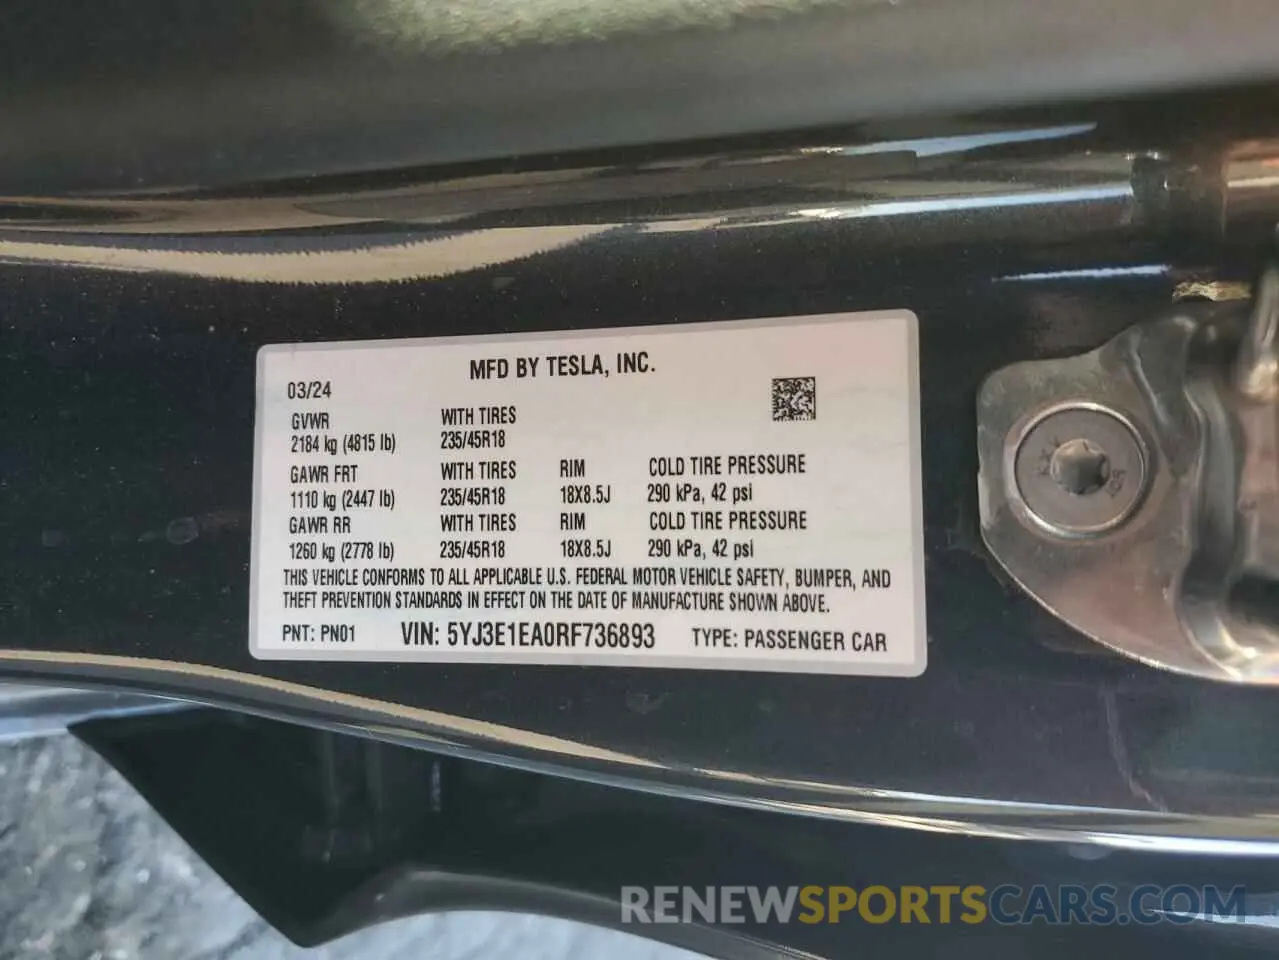 MFD BY TESLA, INC.
03/24
GVWR WITH TIRES
2184 kg (4815 lb) 235/45R18
GAWR FRT WITH TIRES RIM COLD TIRE PRESSURE
1110 kg (2447 lb) 235/45R18 18X8.5J 290 kPa, 42 psi
GAWR RR WITH TIRES RIM COLD TIRE PRESSURE
1260 kg (2778 lb) 235/45R18 18X8.5J 290 kPa, 42 psi
THIS VEHICLE CONFORMS TO ALL APPLICABLE U.S. FEDERAL MOTOR VEHICLE SAFETY, BUMPER, AND
THEFT PREVENTION STANDARDS IN EFFECT ON THE DATE OF MANUFACTURE SHOWN ABOVE.
PNT: PN01 VIN: 5YJ3E1EA0RF736893 TYPE: PASSENGER CAR
RENEWSPORTSCARS.COM